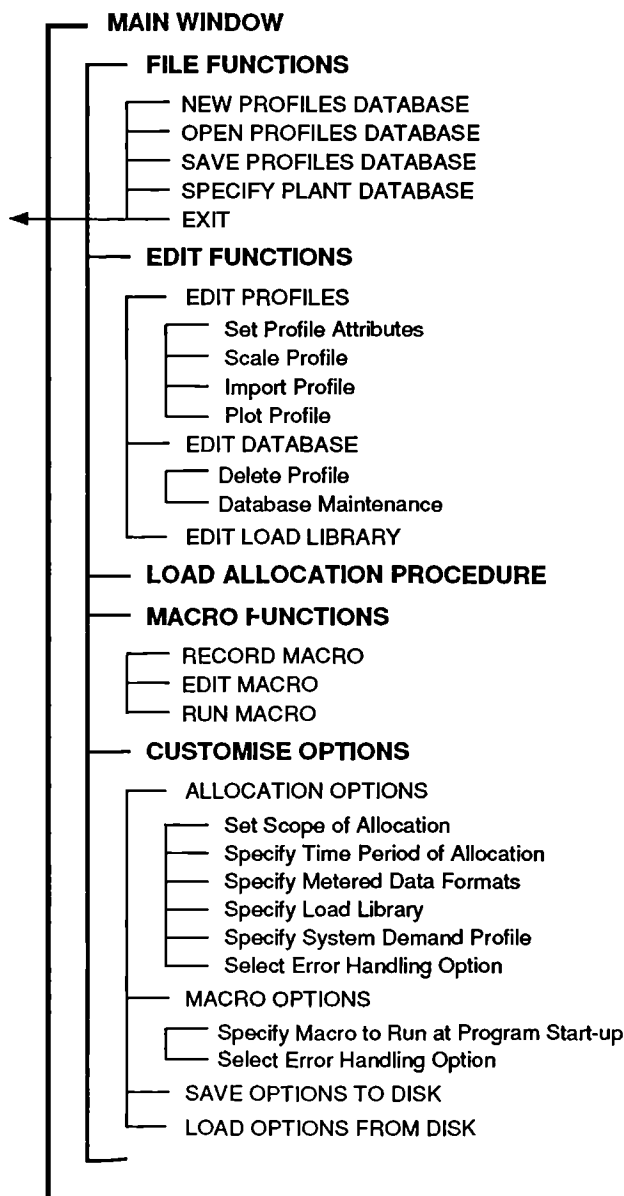 MAIN WINDOW
FILE FUNCTIONS
NEW PROFILES DATABASE
OPEN PROFILES DATABASE
SAVE PROFILES DATABASE
SPECIFY PLANT DATABASE
EXIT
EDIT FUNCTIONS
EDIT PROFILES
Set Profile Attributes
Scale Profile
Import Profile
Plot Profile
EDIT DATABASE
Delete Profile
Database Maintenance
EDIT LOAD LIBRARY
LOAD ALLOCATION PROCEDURE
MACRO FUNCTIONS
RECORD MACRO
EDIT MACRO
RUN MACRO
CUSTOMISE OPTIONS
ALLOCATION OPTIONS
Set Scope of Allocation
Specify Time Period of Allocation
Specify Metered Data Formats
Specify Load Library
Specify System Demand Profile
Select Error Handling Option
MACRO OPTIONS
Specify Macro to Run at Program Start-up
Select Error Handling Option
SAVE OPTIONS TO DISK
LOAD OPTIONS FROM DISK